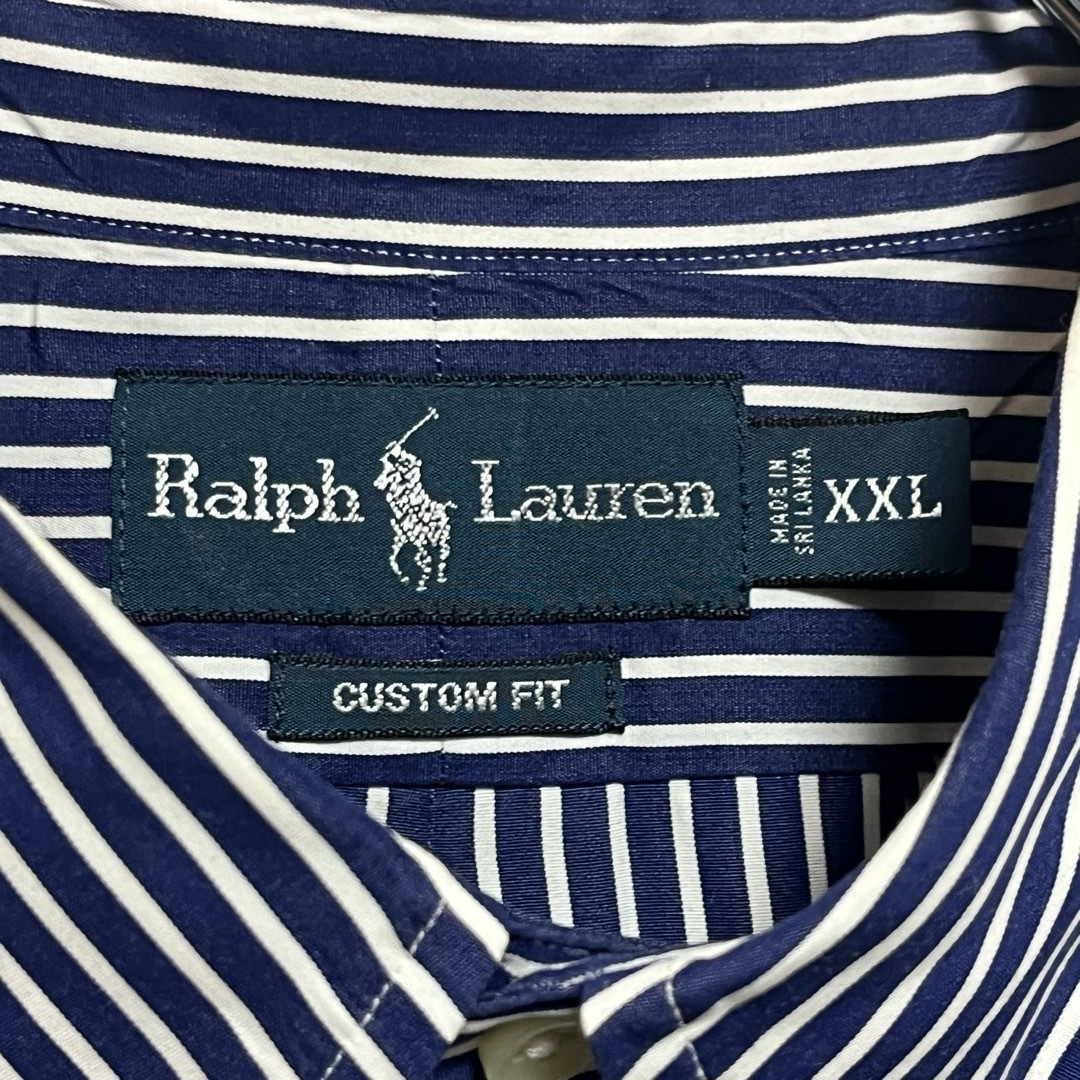 Ralph Lauren
MADE IN
SRI LANKA
XXL
CUSTOM FIT